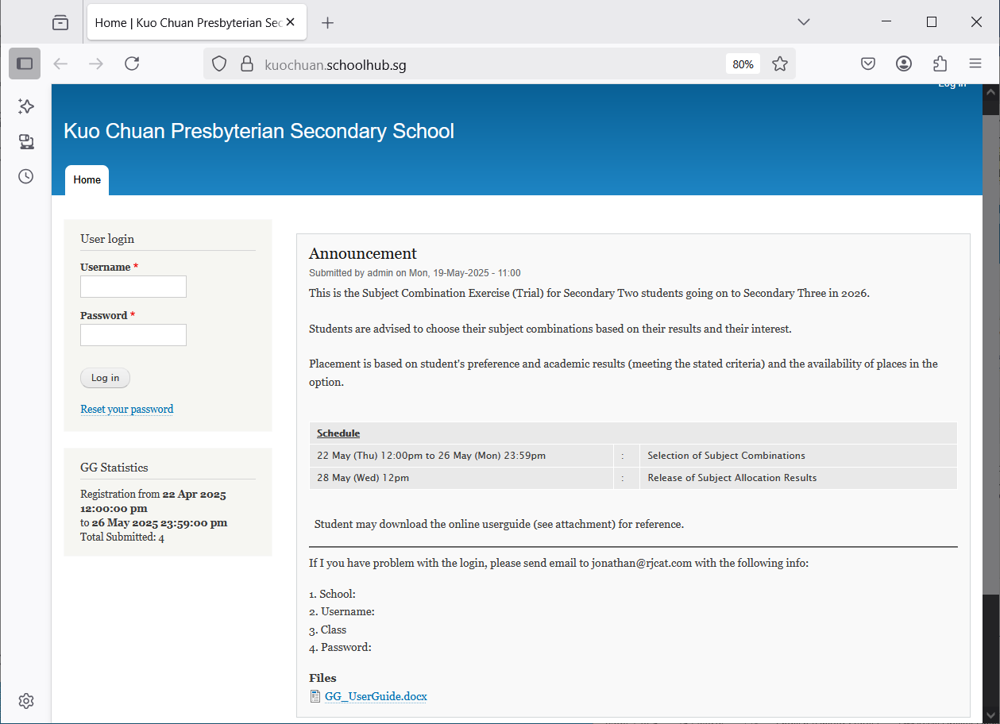 Home | Kuo Chuan Presbyterian Sec
kuochuan.schoolhub.sg
80%
Log in
Kuo Chuan Presbyterian Secondary School
Home
User login
Username *
Password *
Log in
Reset your password
GG Statistics
Registration from 22 Apr 2025
12:00:00 pm
to 26 May 2025 23:59:00 pm
Total Submitted: 4
Announcement
Submitted by admin on Mon, 19-May-2025 - 11:00
This is the Subject Combination Exercise (Trial) for Secondary Two students going on to Secondary Three in 2026.
Students are advised to choose their subject combinations based on their results and their interest.
Placement is based on student's preference and academic results (meeting the stated criteria) and the availability of places in the
option.
Schedule
22 May (Thu) 12:00pm to 26 May (Mon) 23:59pm : Selection of Subject Combinations
28 May (Wed) 12pm : Release of Subject Allocation Results
Student may download the online userguide (see attachment) for reference.
If I you have problem with the login, please send email to jonathan@rjcat.com with the following info:
1. School:
2. Username:
3. Class
4. Password:
Files
GG_UserGuide.docx